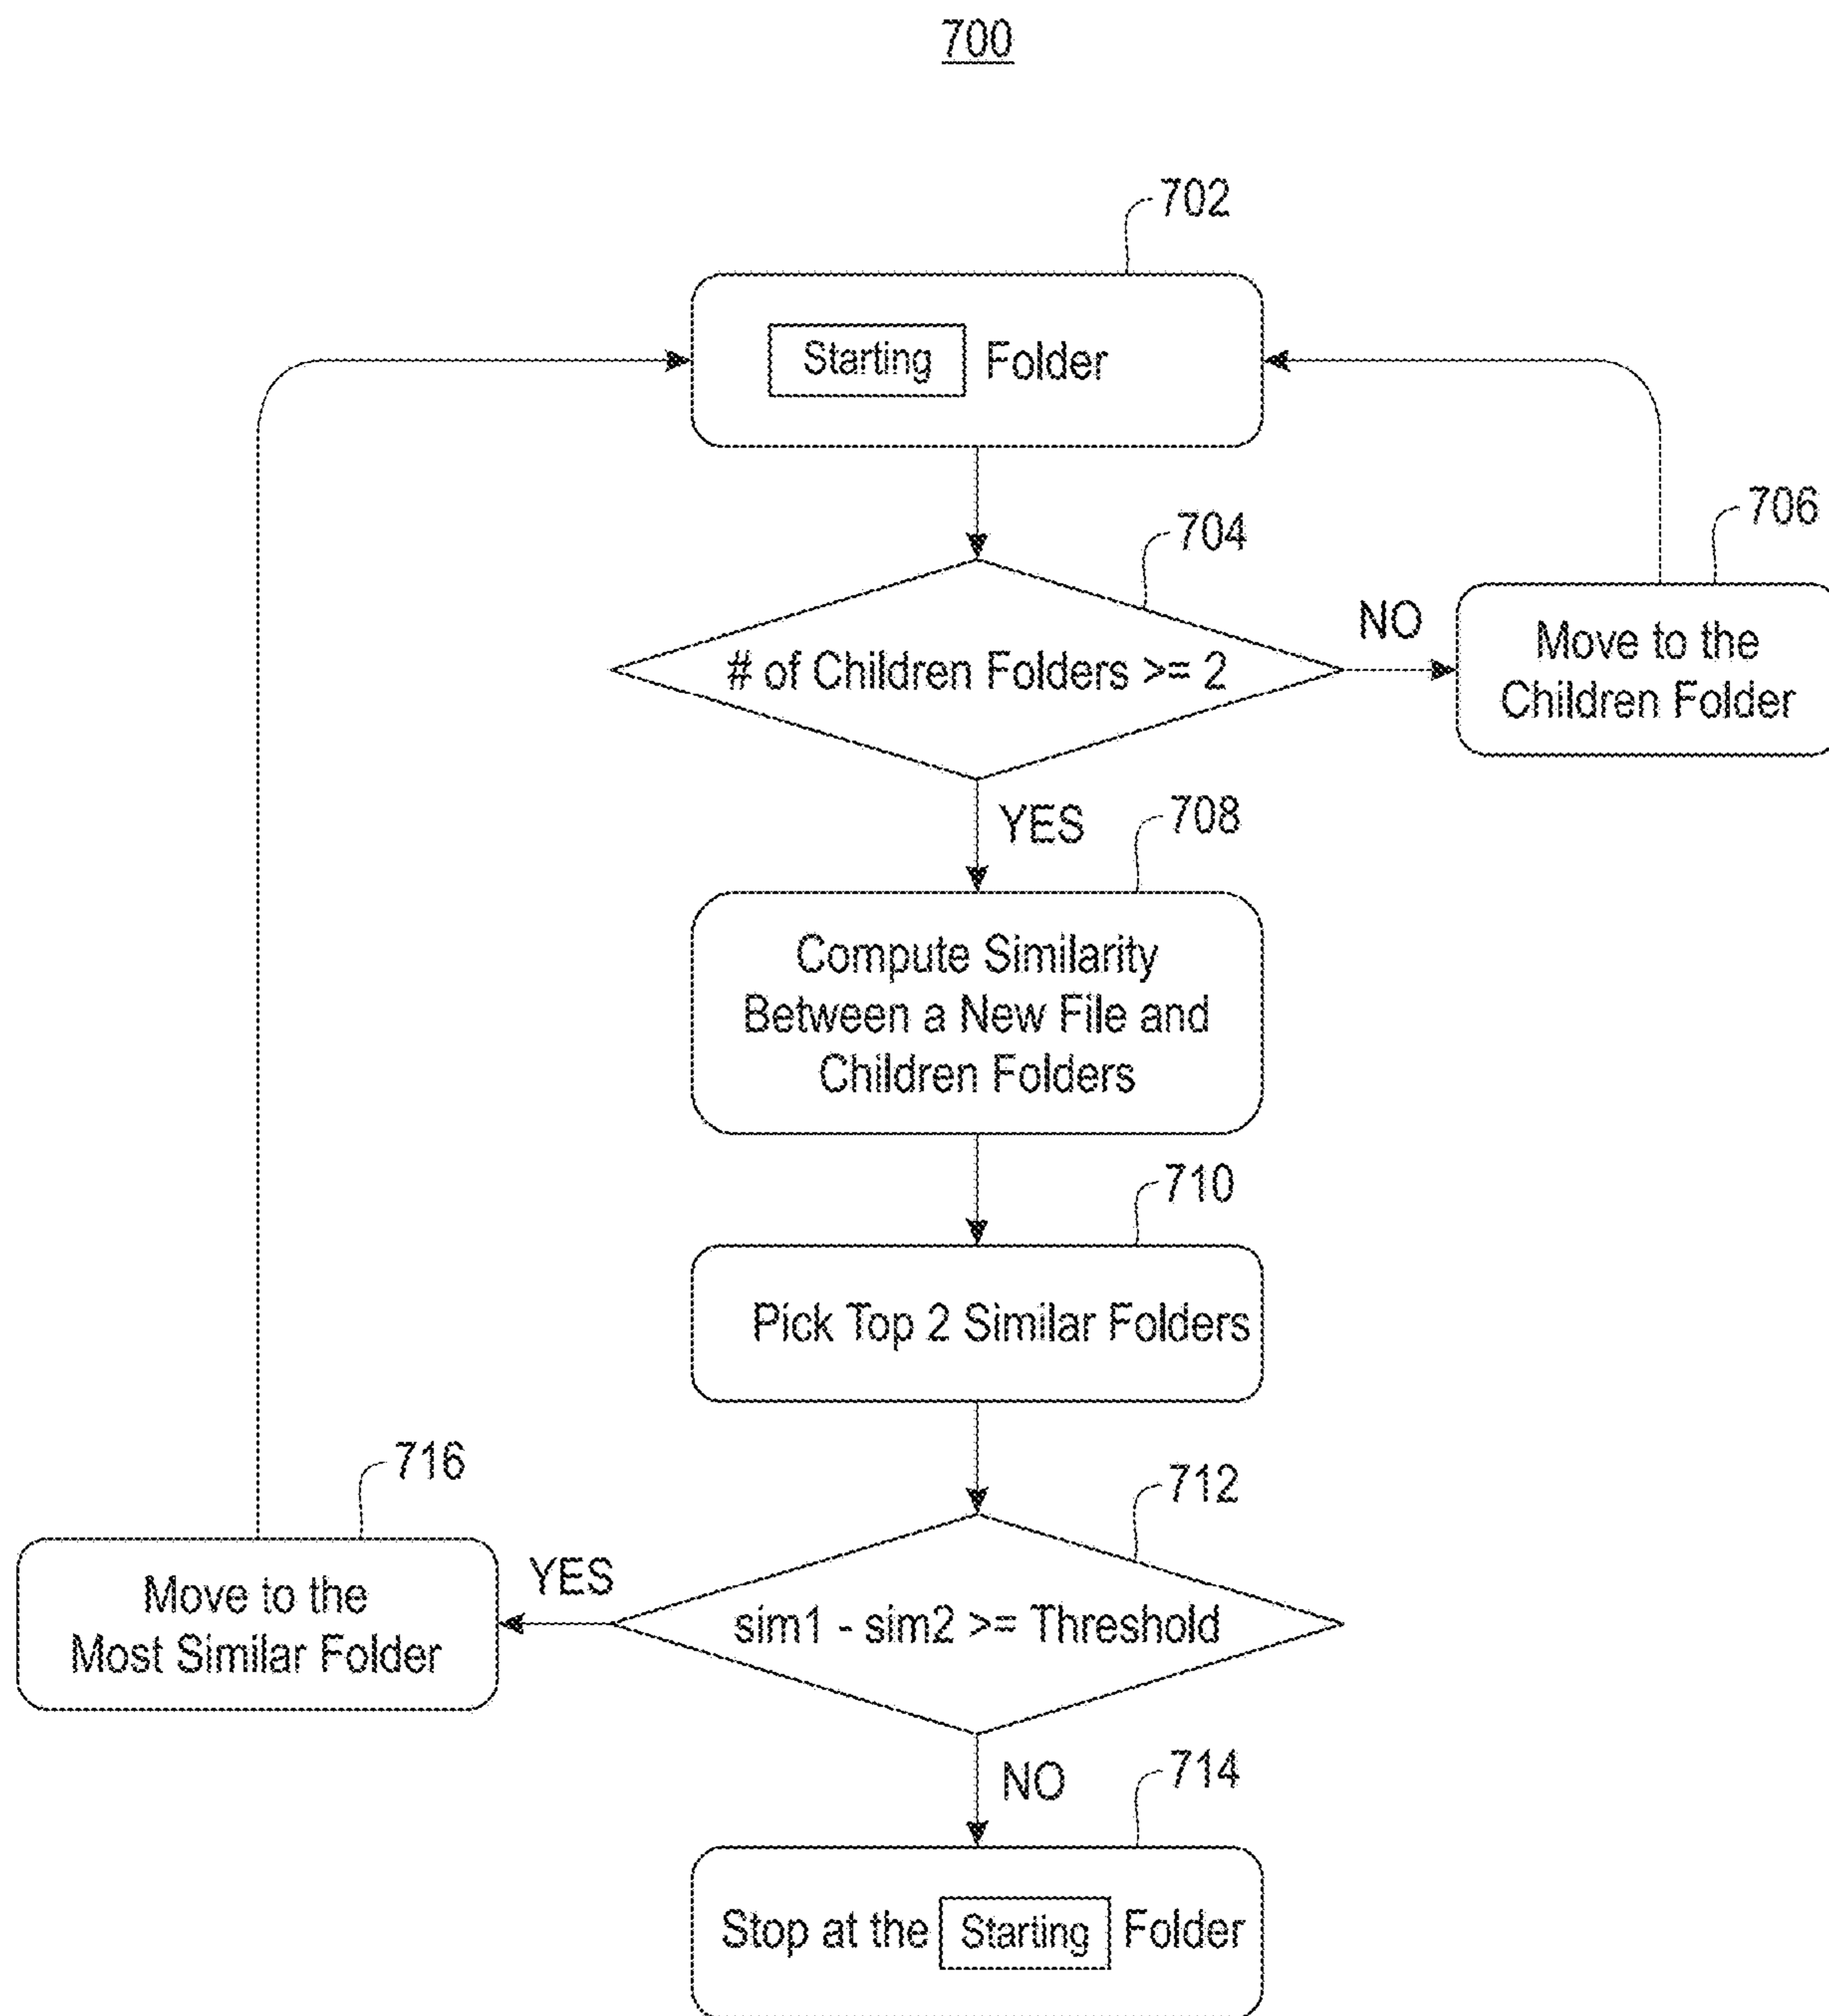 700
702
Starting Folder
704
# of Children Folders >= 2
NO
706
Move to the
Children Folder
YES
708
Compute Similarity
Between a New File and
Children Folders
710
Pick Top 2 Similar Folders
712
sim1 - sim2 >= Threshold
YES
716
Move to the
Most Similar Folder
NO
714
Stop at the Starting Folder